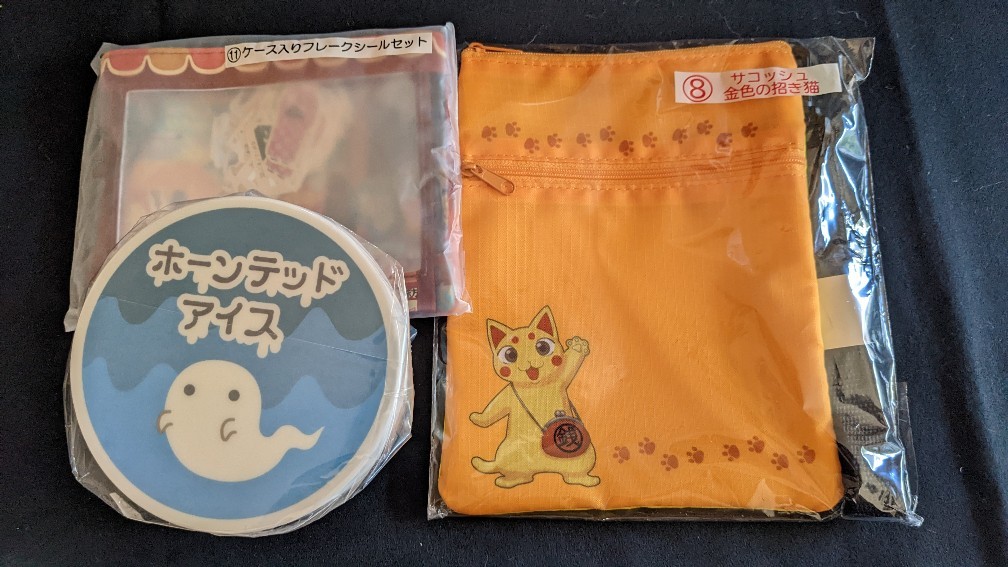 ⑪ケース入りフレークシールセット
⑧ サコッシュ
金色の招き猫
ホーンテッド
アイス
銭